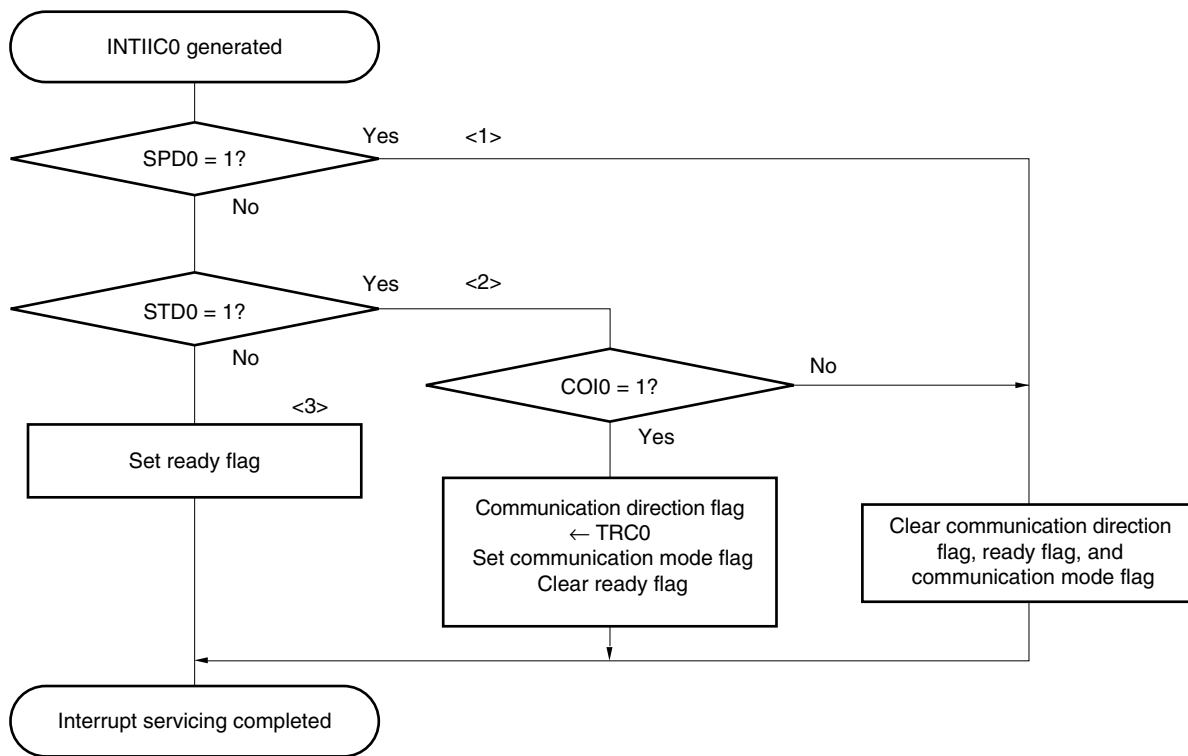 INTIIC0 generated
Yes
<1>
SPD0 = 1?
No
Yes
<2>
STD0 = 1?
No
COI0 = 1?
No
<3>
Yes
Set ready flag
Communication direction flag
← TRC0
Set communication mode flag
Clear ready flag
Clear communication direction
flag, ready flag, and
communication mode flag
Interrupt servicing completed